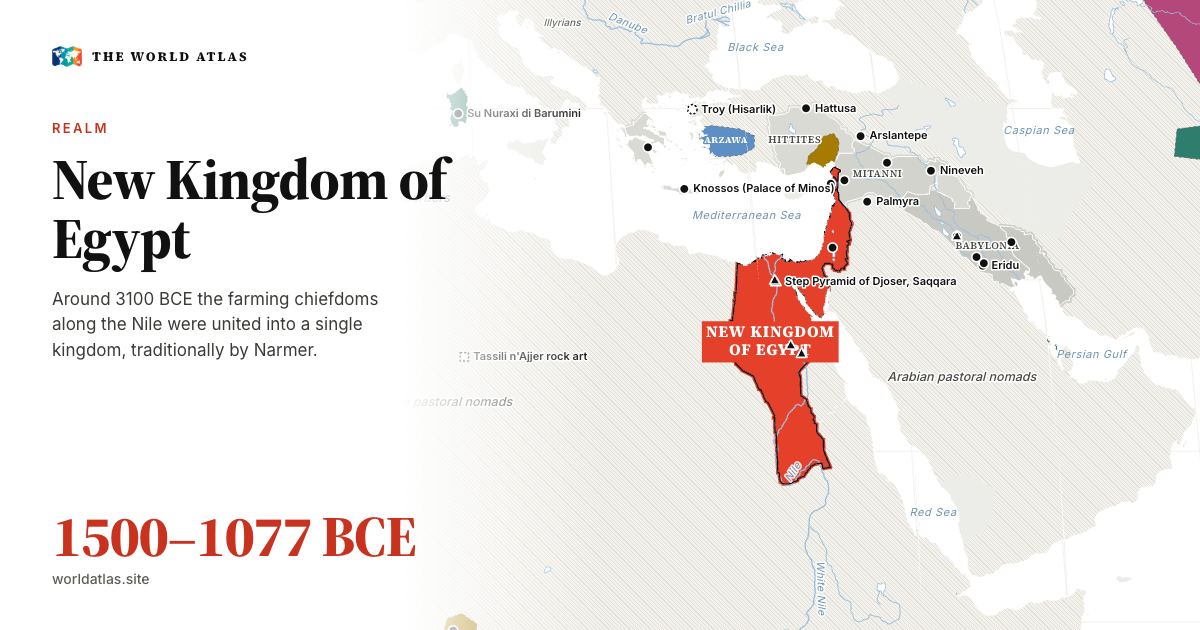 THE WORLD ATLAS
REALM
New Kingdom of
Egypt
Around 3100 BCE the farming chiefdoms
along the Nile were united into a single
kingdom, traditionally by Narmer.
1500–1077 BCE
worldatlas.site
Illyrians
Danube
Bratul Chillia
Black Sea
Su Nuraxi di Barumini
Troy (Hisarlik)
Hattusa
Caspian Sea
ARZAWA
HITTITES
Arslantepe
MITANNI
Nineveh
Knossos (Palace of Minos)
Palmyra
Mediterranean Sea
BABYLONIA
Eridu
Step Pyramid of Djoser, Saqqara
NEW KINGDOM
OF EGYPT
Tassili n'Ajjer rock art
Persian Gulf
Arabian pastoral nomads
pastoral nomads
Nile
Red Sea
White Nile